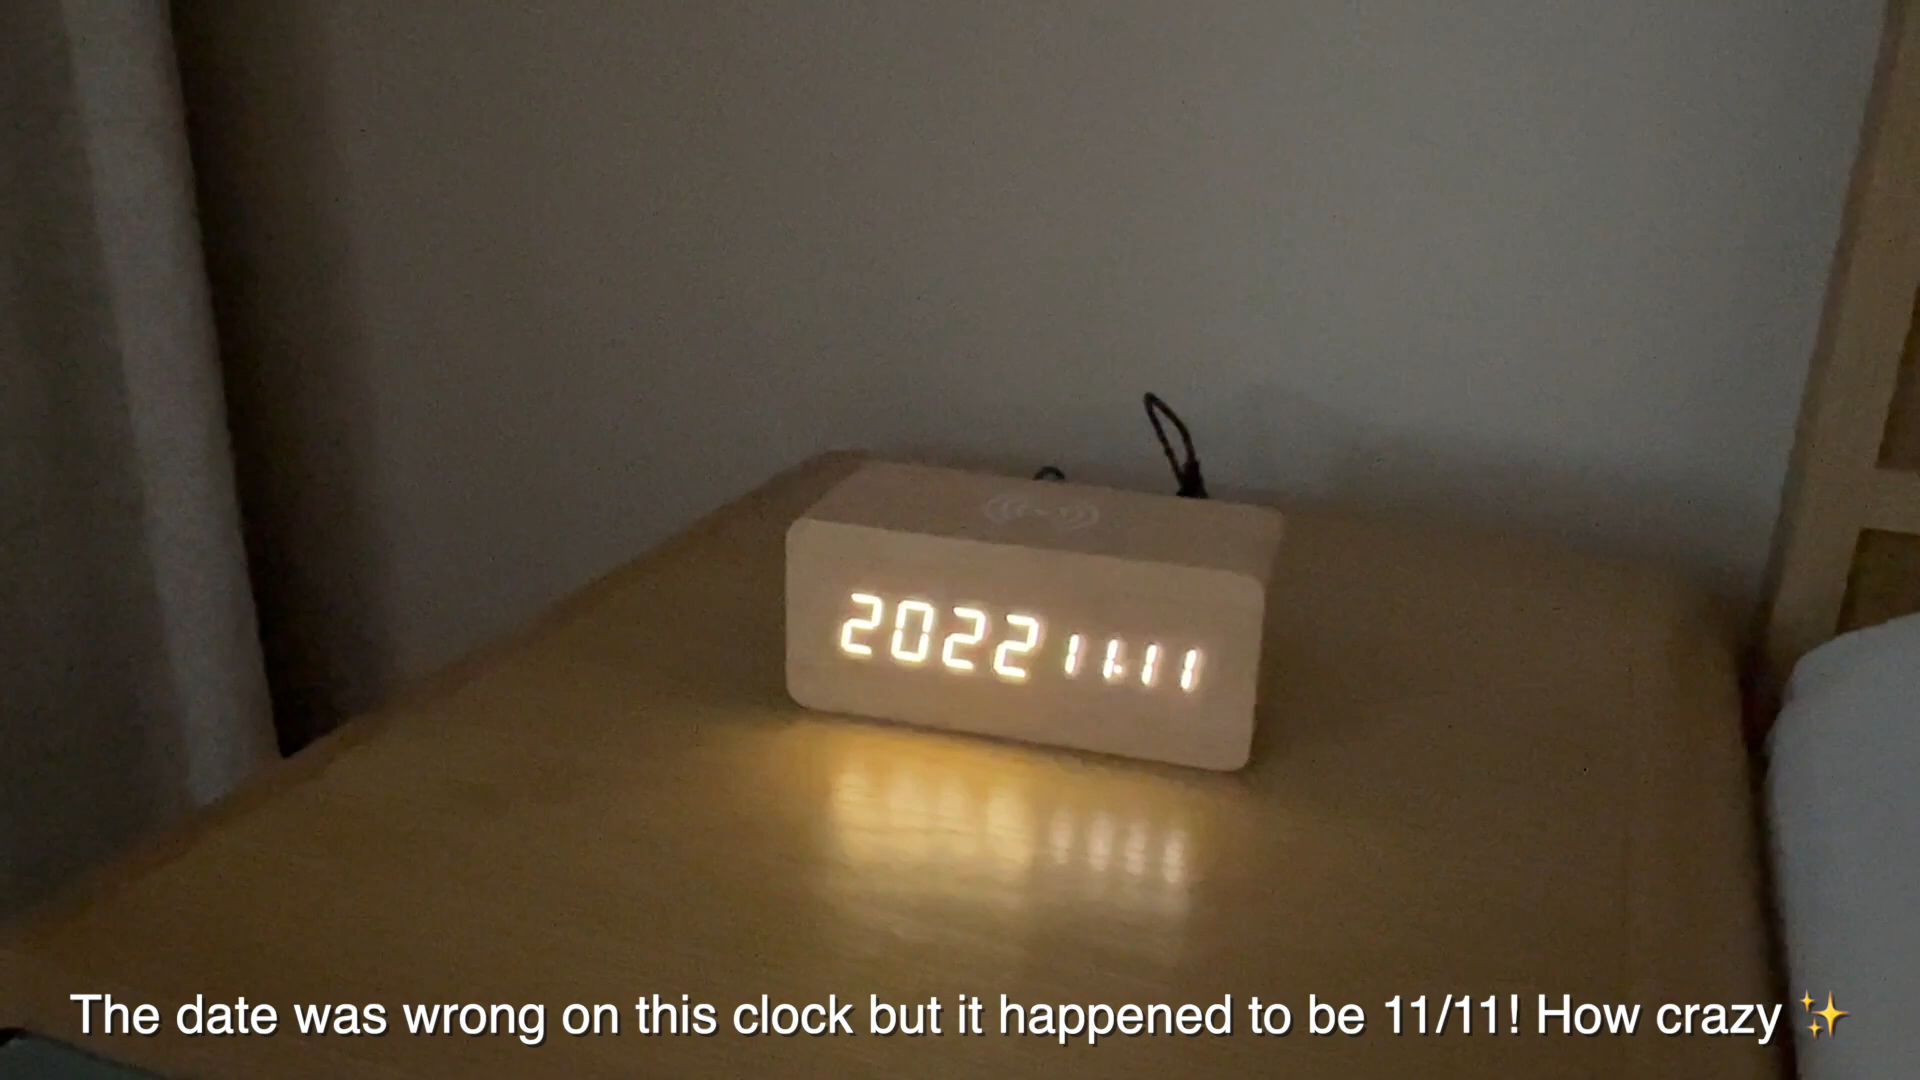 2022 11:11
The date was wrong on this clock but it happened to be 11/11! How crazy ✨